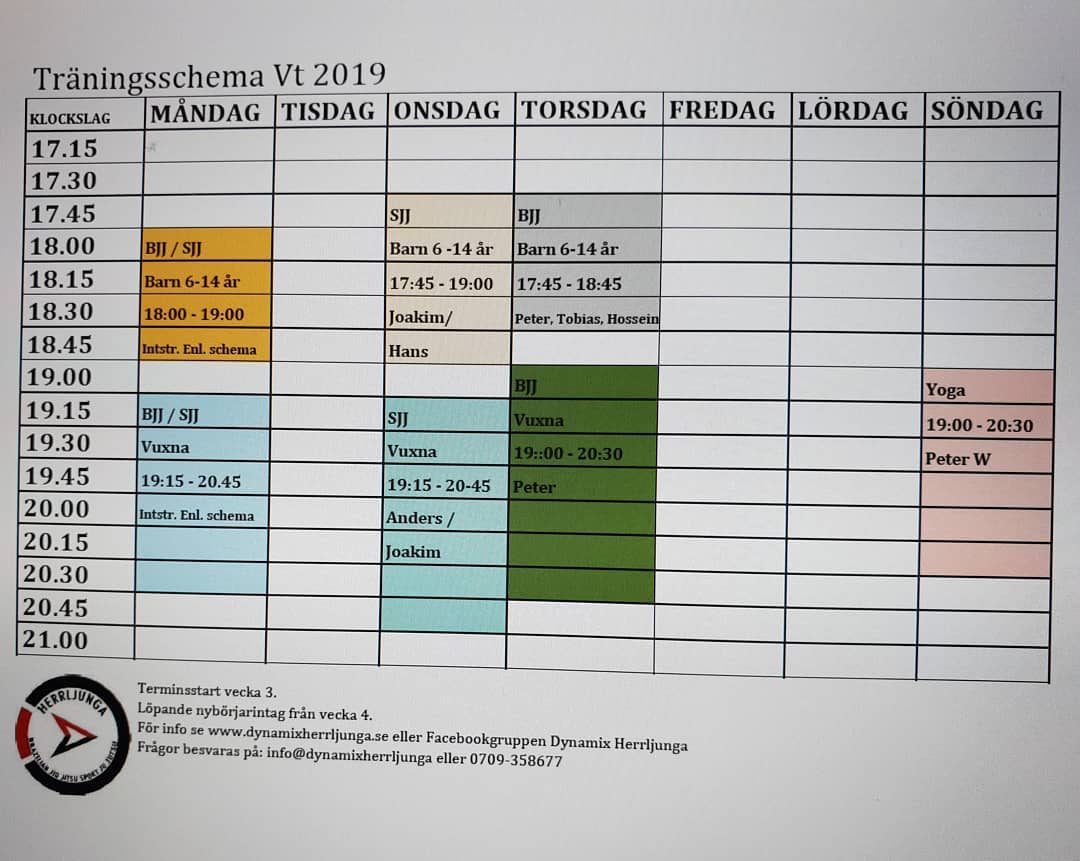 Träningsschema Vt 2019
KLOCKSLAG MÅNDAG TISDAG ONSDAG TORSDAG FREDAG LÖRDAG SÖNDAG
17.15
17.30
17.45 SJJ BJJ
18.00 BJJ / SJJ Barn 6 -14 år Barn 6-14 år
18.15 Barn 6-14 år 17:45 - 19:00 17:45 - 18:45
18.30 18:00 - 19:00 Joakim/ Peter, Tobias, Hossein
18.45 Intstr. Enl. schema Hans
19.00 BJJ Yoga
19.15 BJJ / SJJ SJJ Vuxna 19:00 - 20:30
19.30 Vuxna Vuxna 19::00 - 20:30 Peter W
19.45 19:15 - 20.45 19:15 - 20-45 Peter
20.00 Intstr. Enl. schema Anders /
20.15 Joakim
20.30
20.45
21.00
Terminsstart vecka 3.
Löpande nybörjarintag från vecka 4.
För info se www.dynamixherrljunga.se eller Facebookgruppen Dynamix Herrljunga
Frågor besvaras på: info@dynamixherrljunga eller 0709-358677
HERRLJUNGA
BRAZILIAN JIU JITSU SPORT JU JUTSU